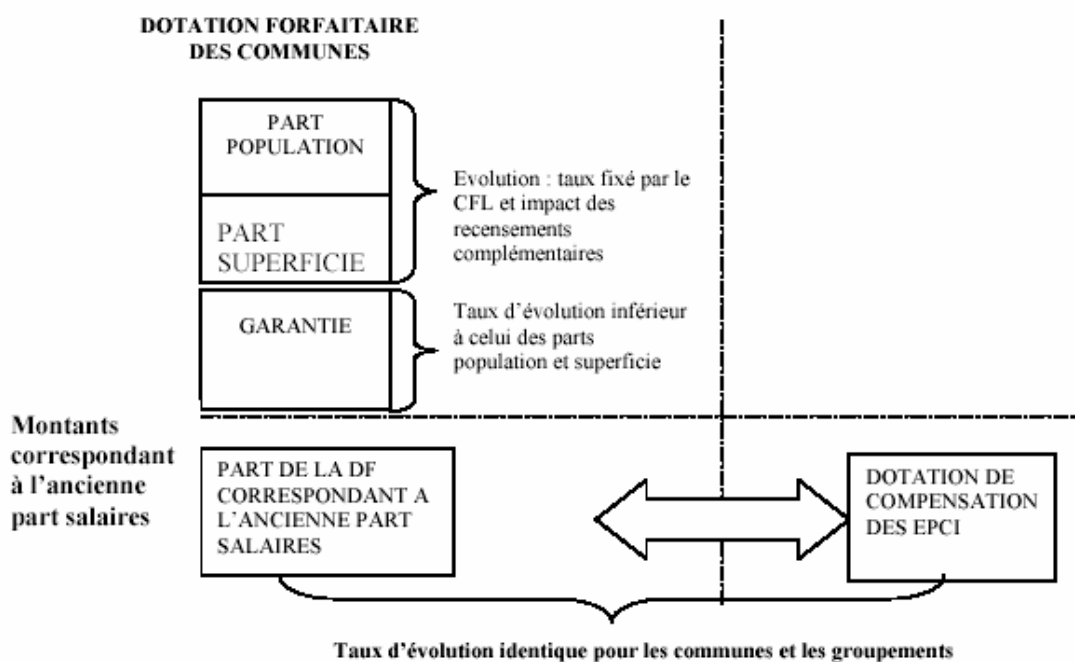 DOTATION FORFAITAIRE
DES COMMUNES
PART
POPULATION
PART
SUPERFICIE
Evolution : taux fixé par le
CFL et impact des
recensements
complémentaires
GARANTIE
Taux d’évolution inférieur
à celui des parts
population et superficie
Montants
correspondant
à l’ancienne
part salaires
PART DE LA DF
CORRESPONDANT A
L’ANCIENNE PART
SALAIRES
DOTATION DE
COMPENSATION
DES EPCI
Taux d’évolution identique pour les communes et les groupements